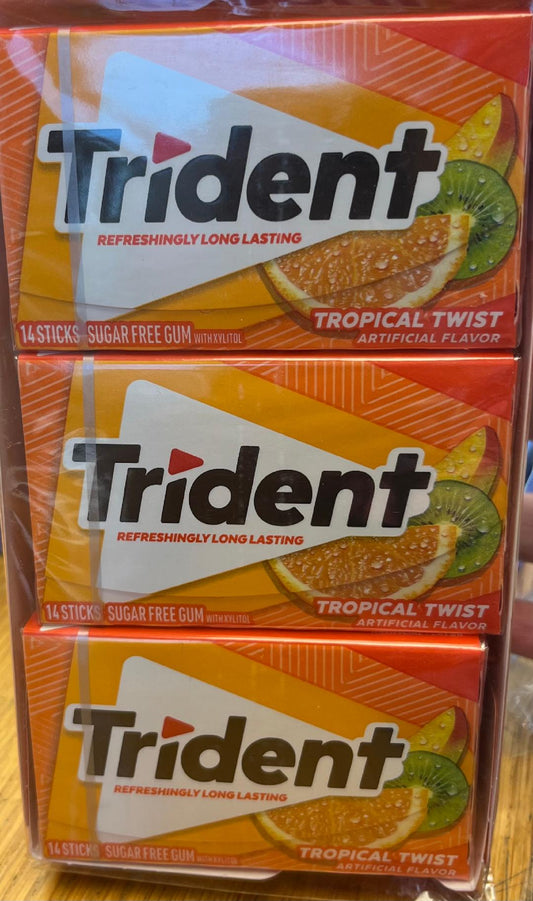 Trident
REFRESHINGLY LONG LASTING
TROPICAL TWIST
14 STICKS SUGAR FREE GUM WITH XYLITOL
ARTIFICIAL FLAVOR
Trident
REFRESHINGLY LONG LASTING
TROPICAL TWIST
14 STICKS SUGAR FREE GUM WITH XYLITOL
ARTIFICIAL FLAVOR
Trident
REFRESHINGLY LONG LASTING
TROPICAL TWIST
14 STICKS SUGAR FREE GUM WITH XYLITOL
ARTIFICIAL FLAVOR